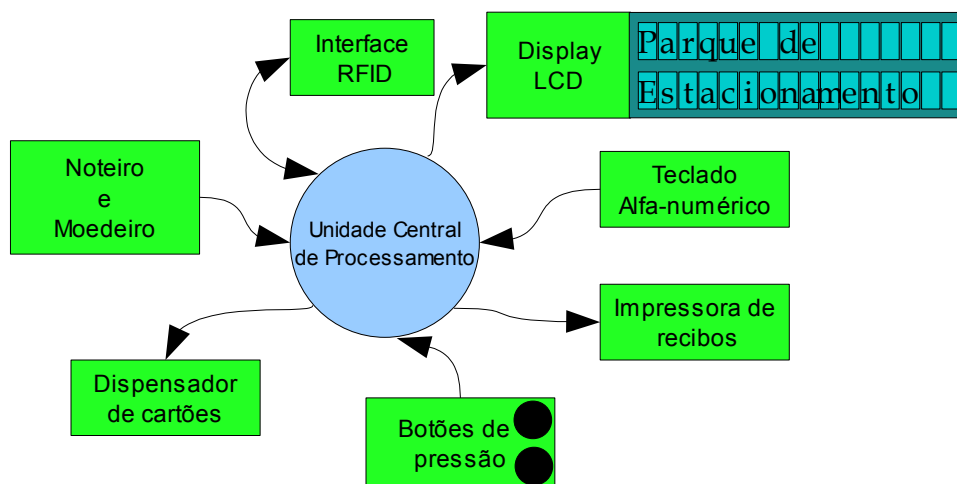 Interface
RFID
Display
LCD
Parque de
Estacionamento
Noteiro
e
Moedeiro
Teclado
Alfa-numérico
Unidade Central
de Processamento
Impressora de
recibos
Dispensador
de cartões
Botões de
pressão